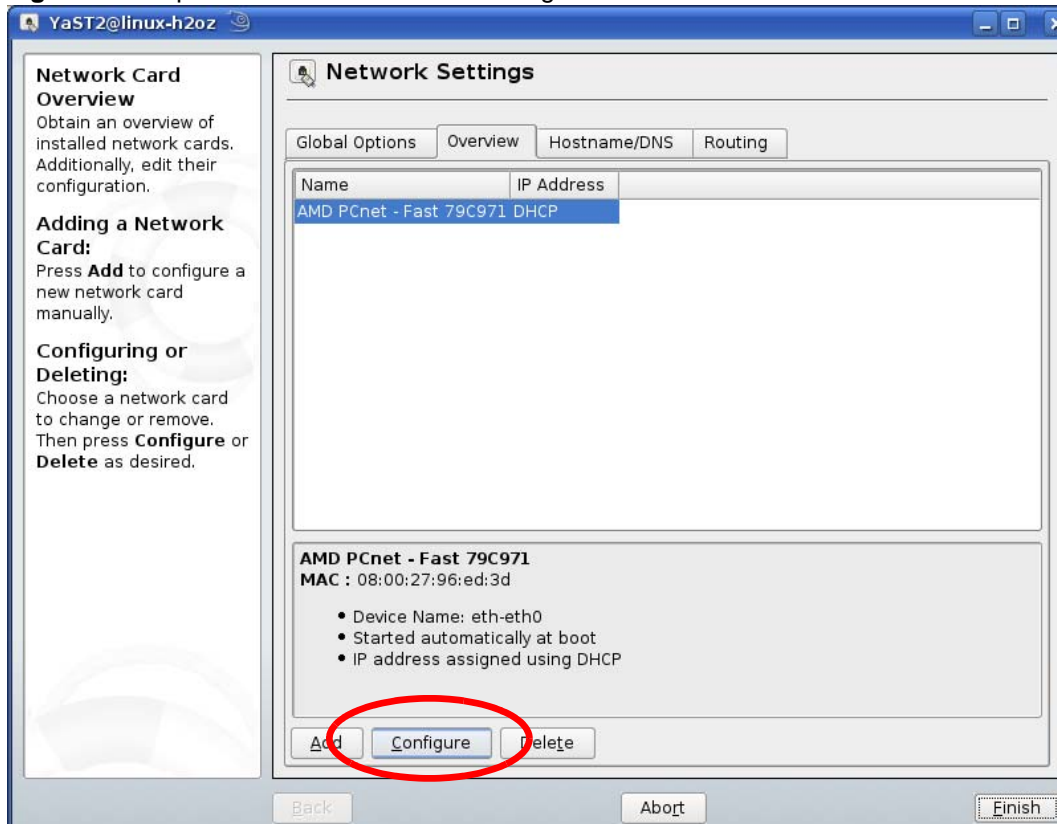 YaST2@linux-h2oz
Network Card
Overview
Obtain an overview of
installed network cards.
Additionally, edit their
configuration.
Adding a Network
Card:
Press Add to configure a
new network card
manually.
Configuring or
Deleting:
Choose a network card
to change or remove.
Then press Configure or
Delete as desired.
Network Settings
Global Options Overview Hostname/DNS Routing
Name IP Address
AMD PCnet - Fast 79C971 DHCP
AMD PCnet - Fast 79C971
MAC : 08:00:27:96:ed:3d
• Device Name: eth-eth0
• Started automatically at boot
• IP address assigned using DHCP
Add Configure Delete
Back Abort Finish